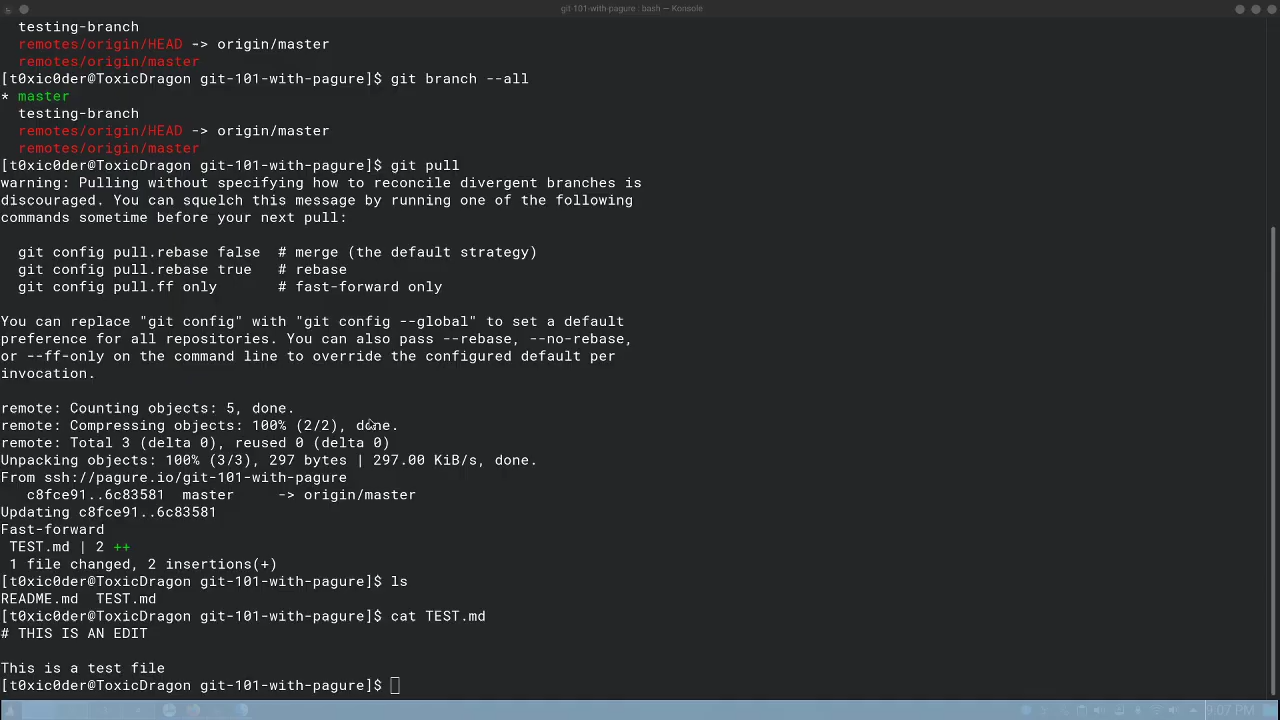 git-101-with-pagure : bash — Konsole
testing-branch
remotes/origin/HEAD -> origin/master
remotes/origin/master
[t0xic0der@ToxicDragon git-101-with-pagure]$ git branch --all
* master
testing-branch
remotes/origin/HEAD -> origin/master
remotes/origin/master
[t0xic0der@ToxicDragon git-101-with-pagure]$ git pull
warning: Pulling without specifying how to reconcile divergent branches is
discouraged. You can squelch this message by running one of the following
commands sometime before your next pull:
git config pull.rebase false  # merge (the default strategy)
git config pull.rebase true   # rebase
git config pull.ff only       # fast-forward only
You can replace "git config" with "git config --global" to set a default
preference for all repositories. You can also pass --rebase, --no-rebase,
or --ff-only on the command line to override the configured default per
invocation.
remote: Counting objects: 5, done.
remote: Compressing objects: 100% (2/2), done.
remote: Total 3 (delta 0), reused 0 (delta 0)
Unpacking objects: 100% (3/3), 297 bytes | 297.00 KiB/s, done.
From ssh://pagure.io/git-101-with-pagure
c8fce91..6c83581  master     -> origin/master
Updating c8fce91..6c83581
Fast-forward
TEST.md | 2 ++
1 file changed, 2 insertions(+)
[t0xic0der@ToxicDragon git-101-with-pagure]$ ls
README.md  TEST.md
[t0xic0der@ToxicDragon git-101-with-pagure]$ cat TEST.md
# THIS IS AN EDIT
This is a test file
[t0xic0der@ToxicDragon git-101-with-pagure]$
9:07 PM